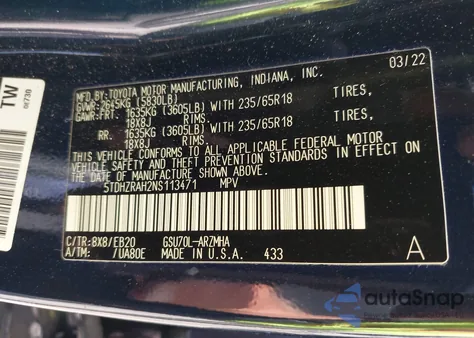 MFD.BY:TOYOTA MOTOR MANUFACTURING, INDIANA, INC. 03/22
GVWR:2645KG (5830LB)
GAWR:FRT. 1635KG (3605LB) WITH 235/65R18 TIRES,
18X8J RIMS.
RR. 1635KG (3605LB) WITH 235/65R18 TIRES,
18X8J RIMS.
THIS VEHICLE CONFORMS TO ALL APPLICABLE FEDERAL MOTOR
VEHICLE SAFETY AND THEFT PREVENTION STANDARDS IN EFFECT ON
THE DATE OF MANUFACTURE SHOWN ABOVE.
5TDHZRAH2NS113471 MPV
C/TR:8X8/EB20 GSU70L-ARZMHA
A/TM: /UA80E MADE IN U.S.A. 433 A
TW
autoSnap